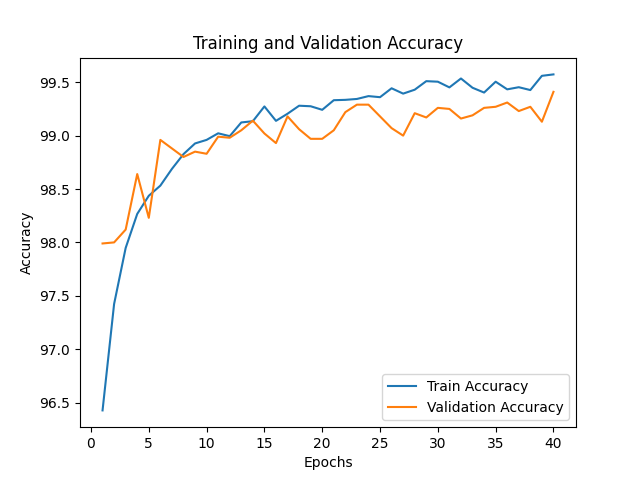 Training and Validation Accuracy
99.5
99.0
98.5
98.0
97.5
97.0
96.5
Accuracy
0 5 10 15 20 25 30 35 40
Epochs
Train Accuracy
Validation Accuracy